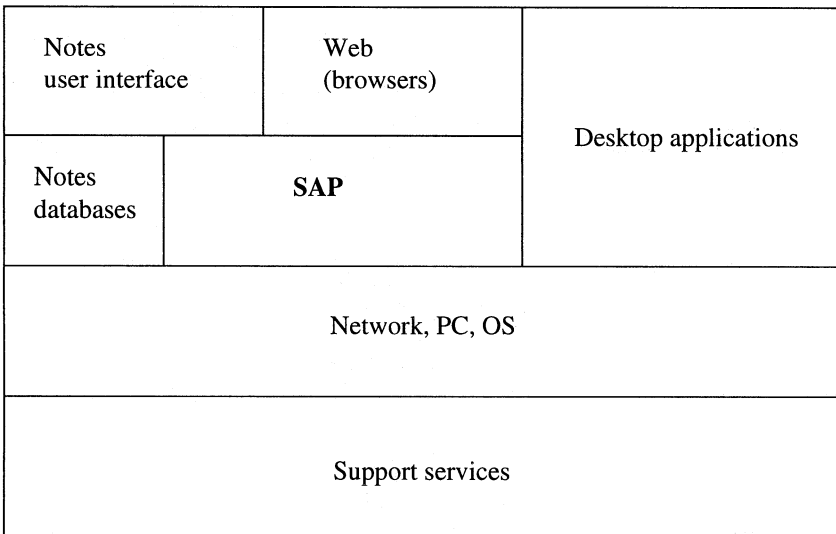 Notes
user interface
Web
(browsers)
Desktop applications
Notes
databases
SAP
Network, PC, OS
Support services